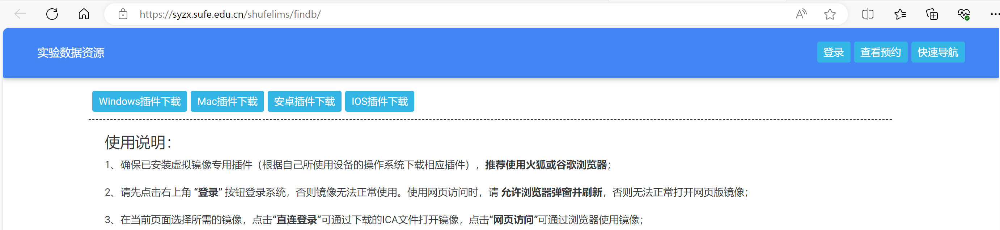 https://syzx.sufe.edu.cn/shufelims/findb/
实验数据资源
登录 查看预约 快速导航
Windows插件下载 Mac插件下载 安卓插件下载 IOS插件下载
使用说明：
1、确保已安装虚拟镜像专用插件（根据自己所使用设备的操作系统下载相应插件），推荐使用火狐或谷歌浏览器；
2、请先点击右上角 “登录” 按钮登录系统，否则镜像无法正常使用。使用网页访问时，请 允许浏览器弹窗并刷新，否则无法正常打开网页版镜像；
3、在当前页面选择所需的镜像，点击“直连登录”可通过下载的ICA文件打开镜像，点击“网页访问”可通过浏览器使用镜像；